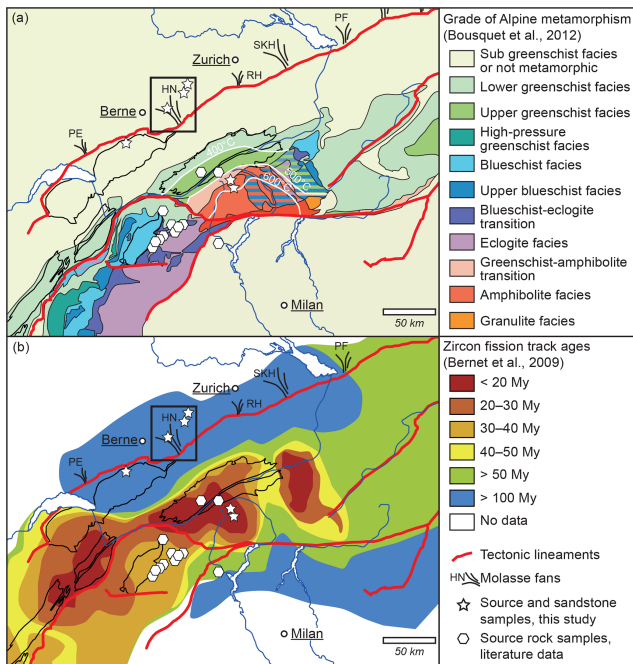 (a)
PF
Zurich
SKH
RH
HN
Berne
PE
400°C
500°C
600°C
Milan
50 km
Grade of Alpine metamorphism
(Bousquet et al., 2012)
Sub greenschist facies
or not metamorphic
Lower greenschist facies
Upper greenschist facies
High-pressure
greenschist facies
Blueschist facies
Upper blueschist facies
Blueschist-eclogite
transition
Eclogite facies
Greenschist-amphibolite
transition
Amphibolite facies
Granulite facies
(b)
PF
Zurich
SKH
RH
HN
Berne
PE
Milan
50 km
Zircon fission track ages
(Bernet et al., 2009)
< 20 My
20–30 My
30–40 My
40–50 My
> 50 My
> 100 My
No data
Tectonic lineaments
HN Molasse fans
Source and sandstone
samples, this study
Source rock samples,
literature data